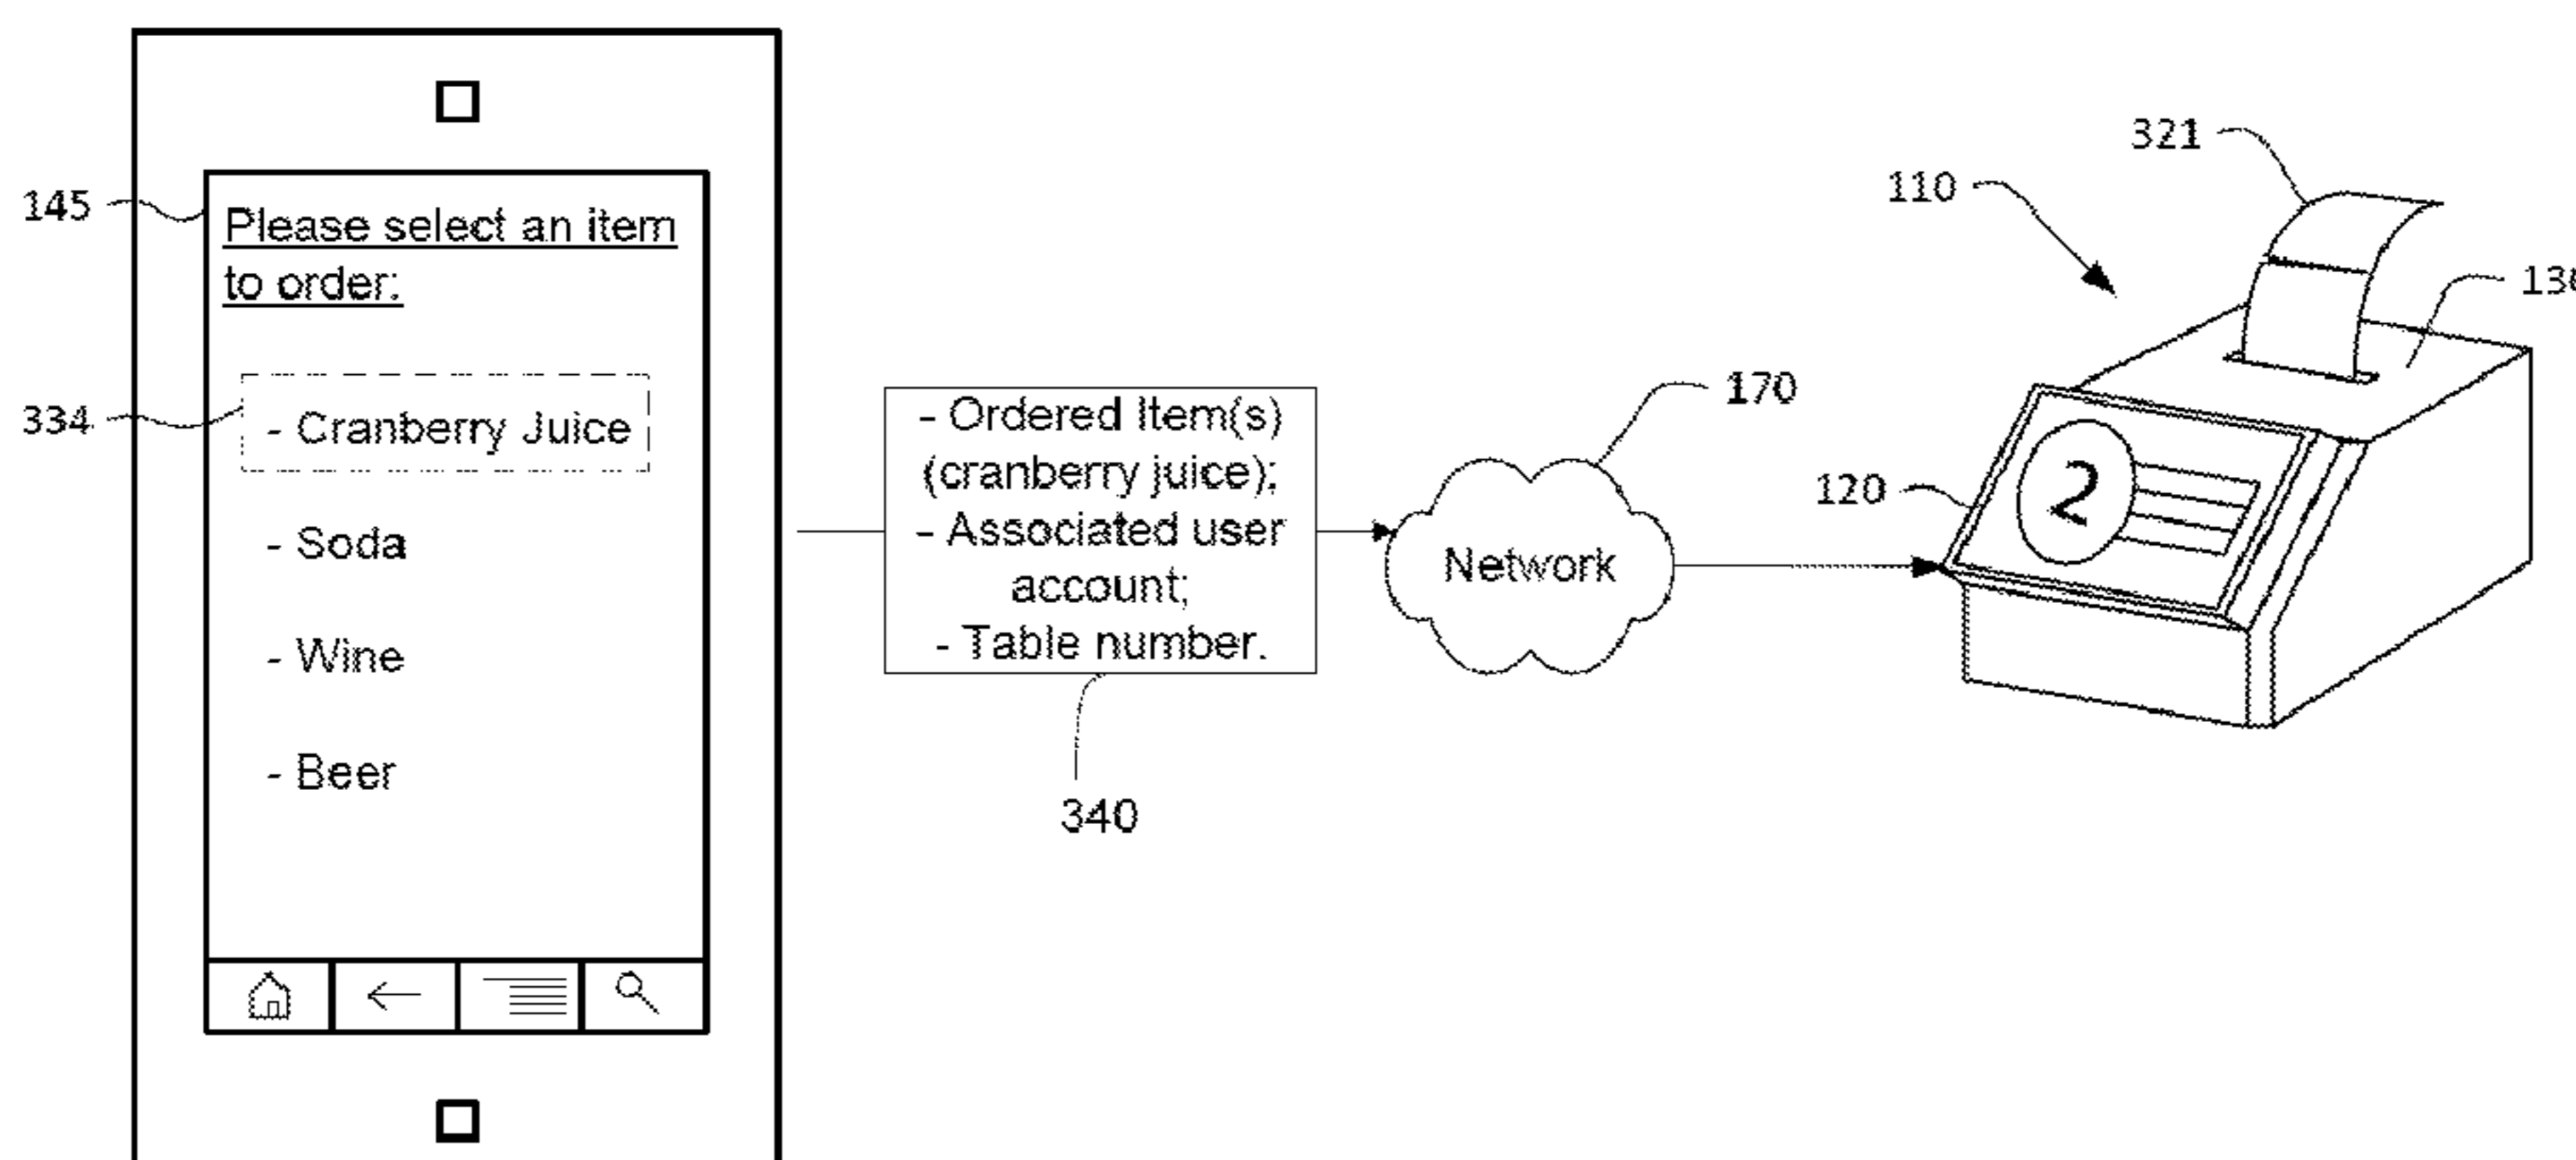 145
Please select an item
to order:
334
- Cranberry Juice
- Soda
- Wine
- Beer
- Ordered Item(s)
(cranberry juice);
- Associated user
account;
- Table number.
340
170
Network
110
321
120
2